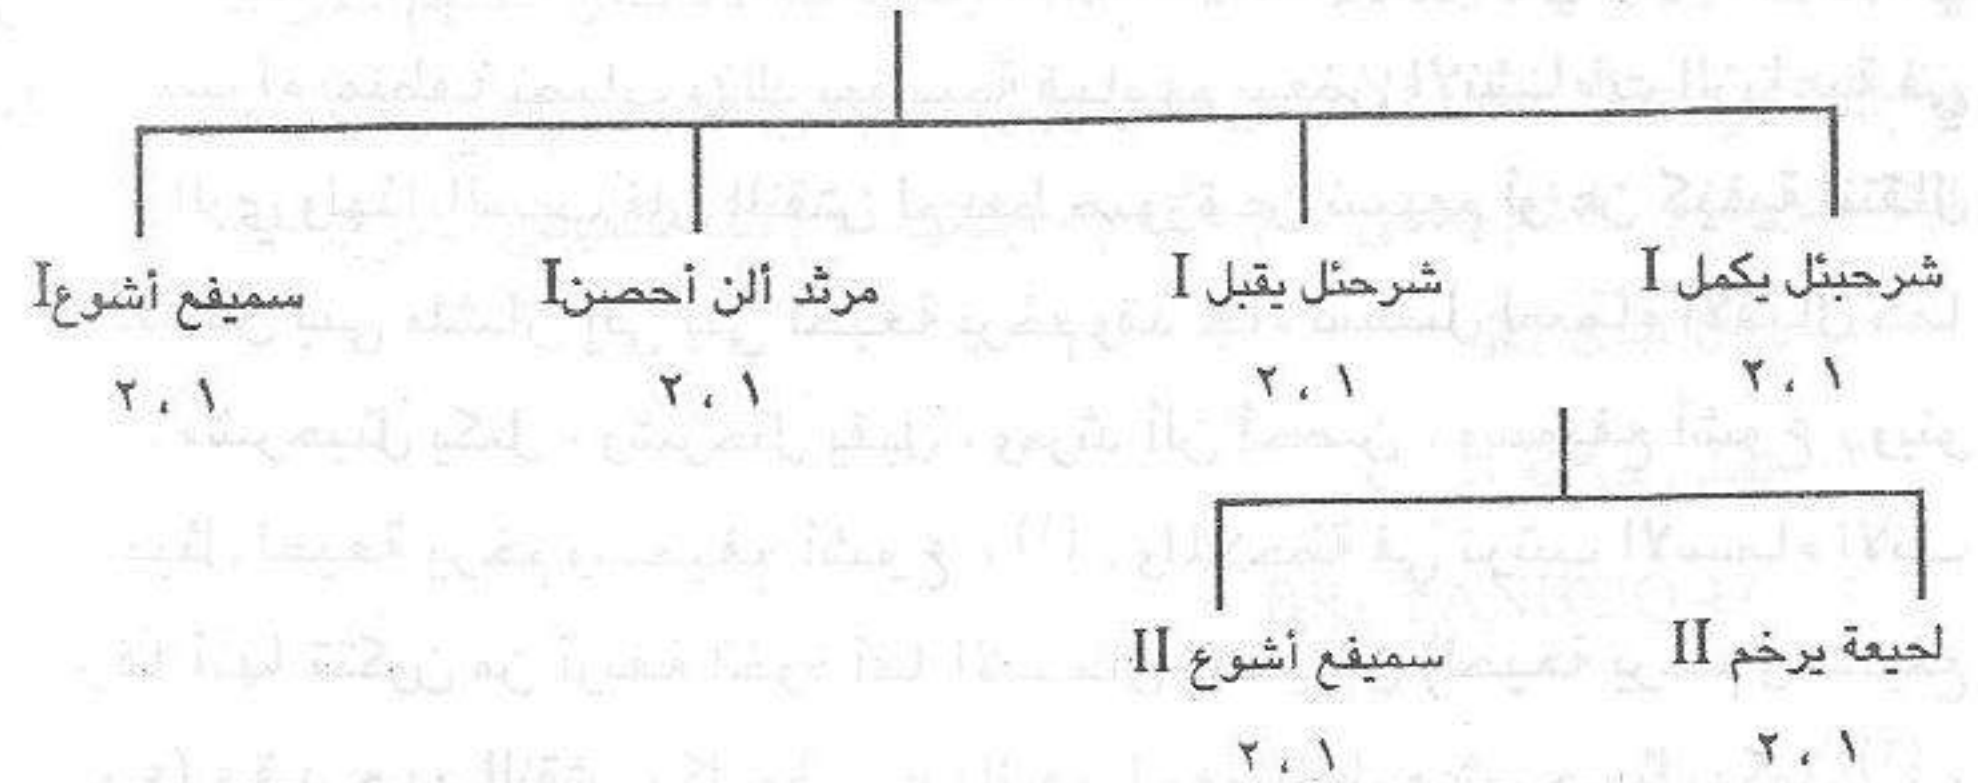 شرحبئل يكمل I شرحئل يقبل I مرثد ألن أحصن I سميفع أشوع I
١ ، ٢ ١ ، ٢ ١ ، ٢ ١ ، ٢
لحيعة يرخم II سميفع أشوع II
١ ، ٢ ١ ، ٢